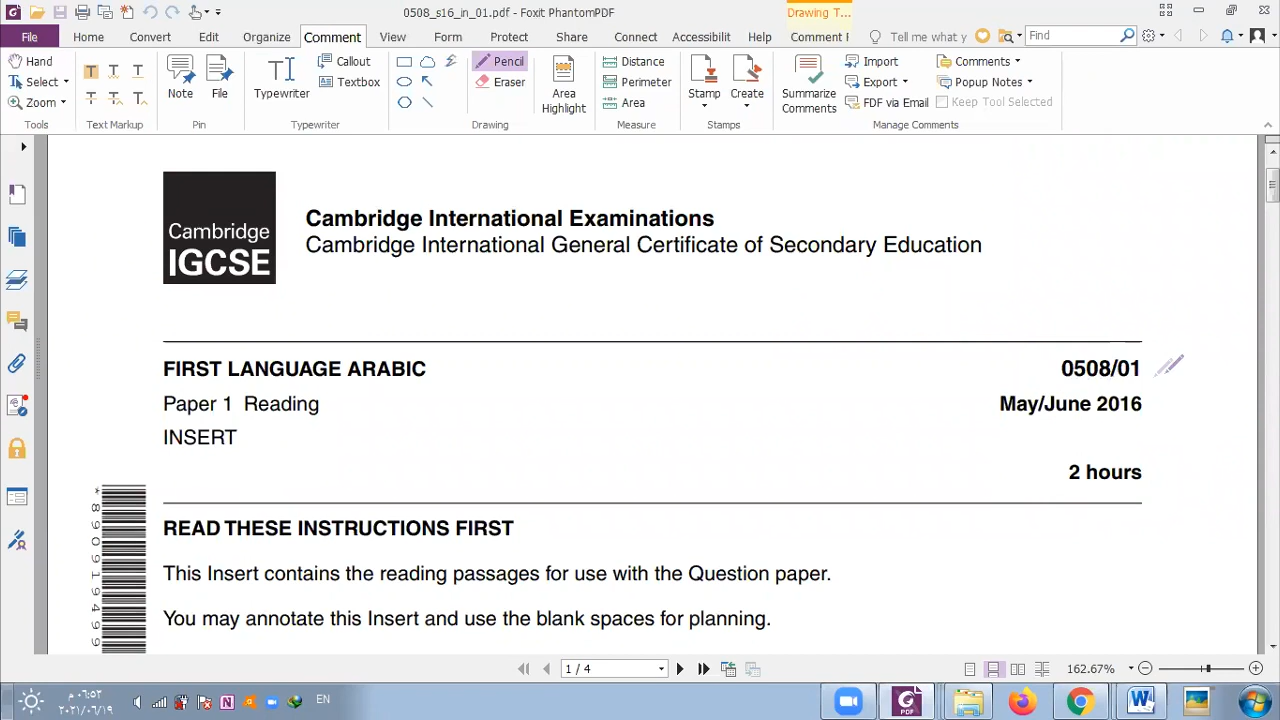 0508_s16_in_01.pdf - Foxit PhantomPDF
Drawing T...
File
Home
Convert
Edit
Organize
Comment
View
Form
Protect
Share
Connect
Accessibilit
Help
Comment F
Tell me what y
Find
Hand
Select
Zoom
Tools
Text Markup
Note
File
Pin
Typewriter
Callout
Textbox
Typewriter
Pencil
Eraser
Drawing
Area
Highlight
Distance
Perimeter
Area
Measure
Stamp
Create
Stamps
Summarize
Comments
Import
Export
FDF via Email
Comments
Popup Notes
Keep Tool Selected
Manage Comments
Cambridge
IGCSE
Cambridge International Examinations
Cambridge International General Certificate of Secondary Education
FIRST LANGUAGE ARABIC 0508/01
Paper 1 Reading May/June 2016
INSERT
2 hours
READ THESE INSTRUCTIONS FIRST
This Insert contains the reading passages for use with the Question paper.
You may annotate this Insert and use the blank spaces for planning.
*890919499
1 / 4
162.67%
٠٦:٥٢ م
٢٠٢١/٠٦/١٩
EN